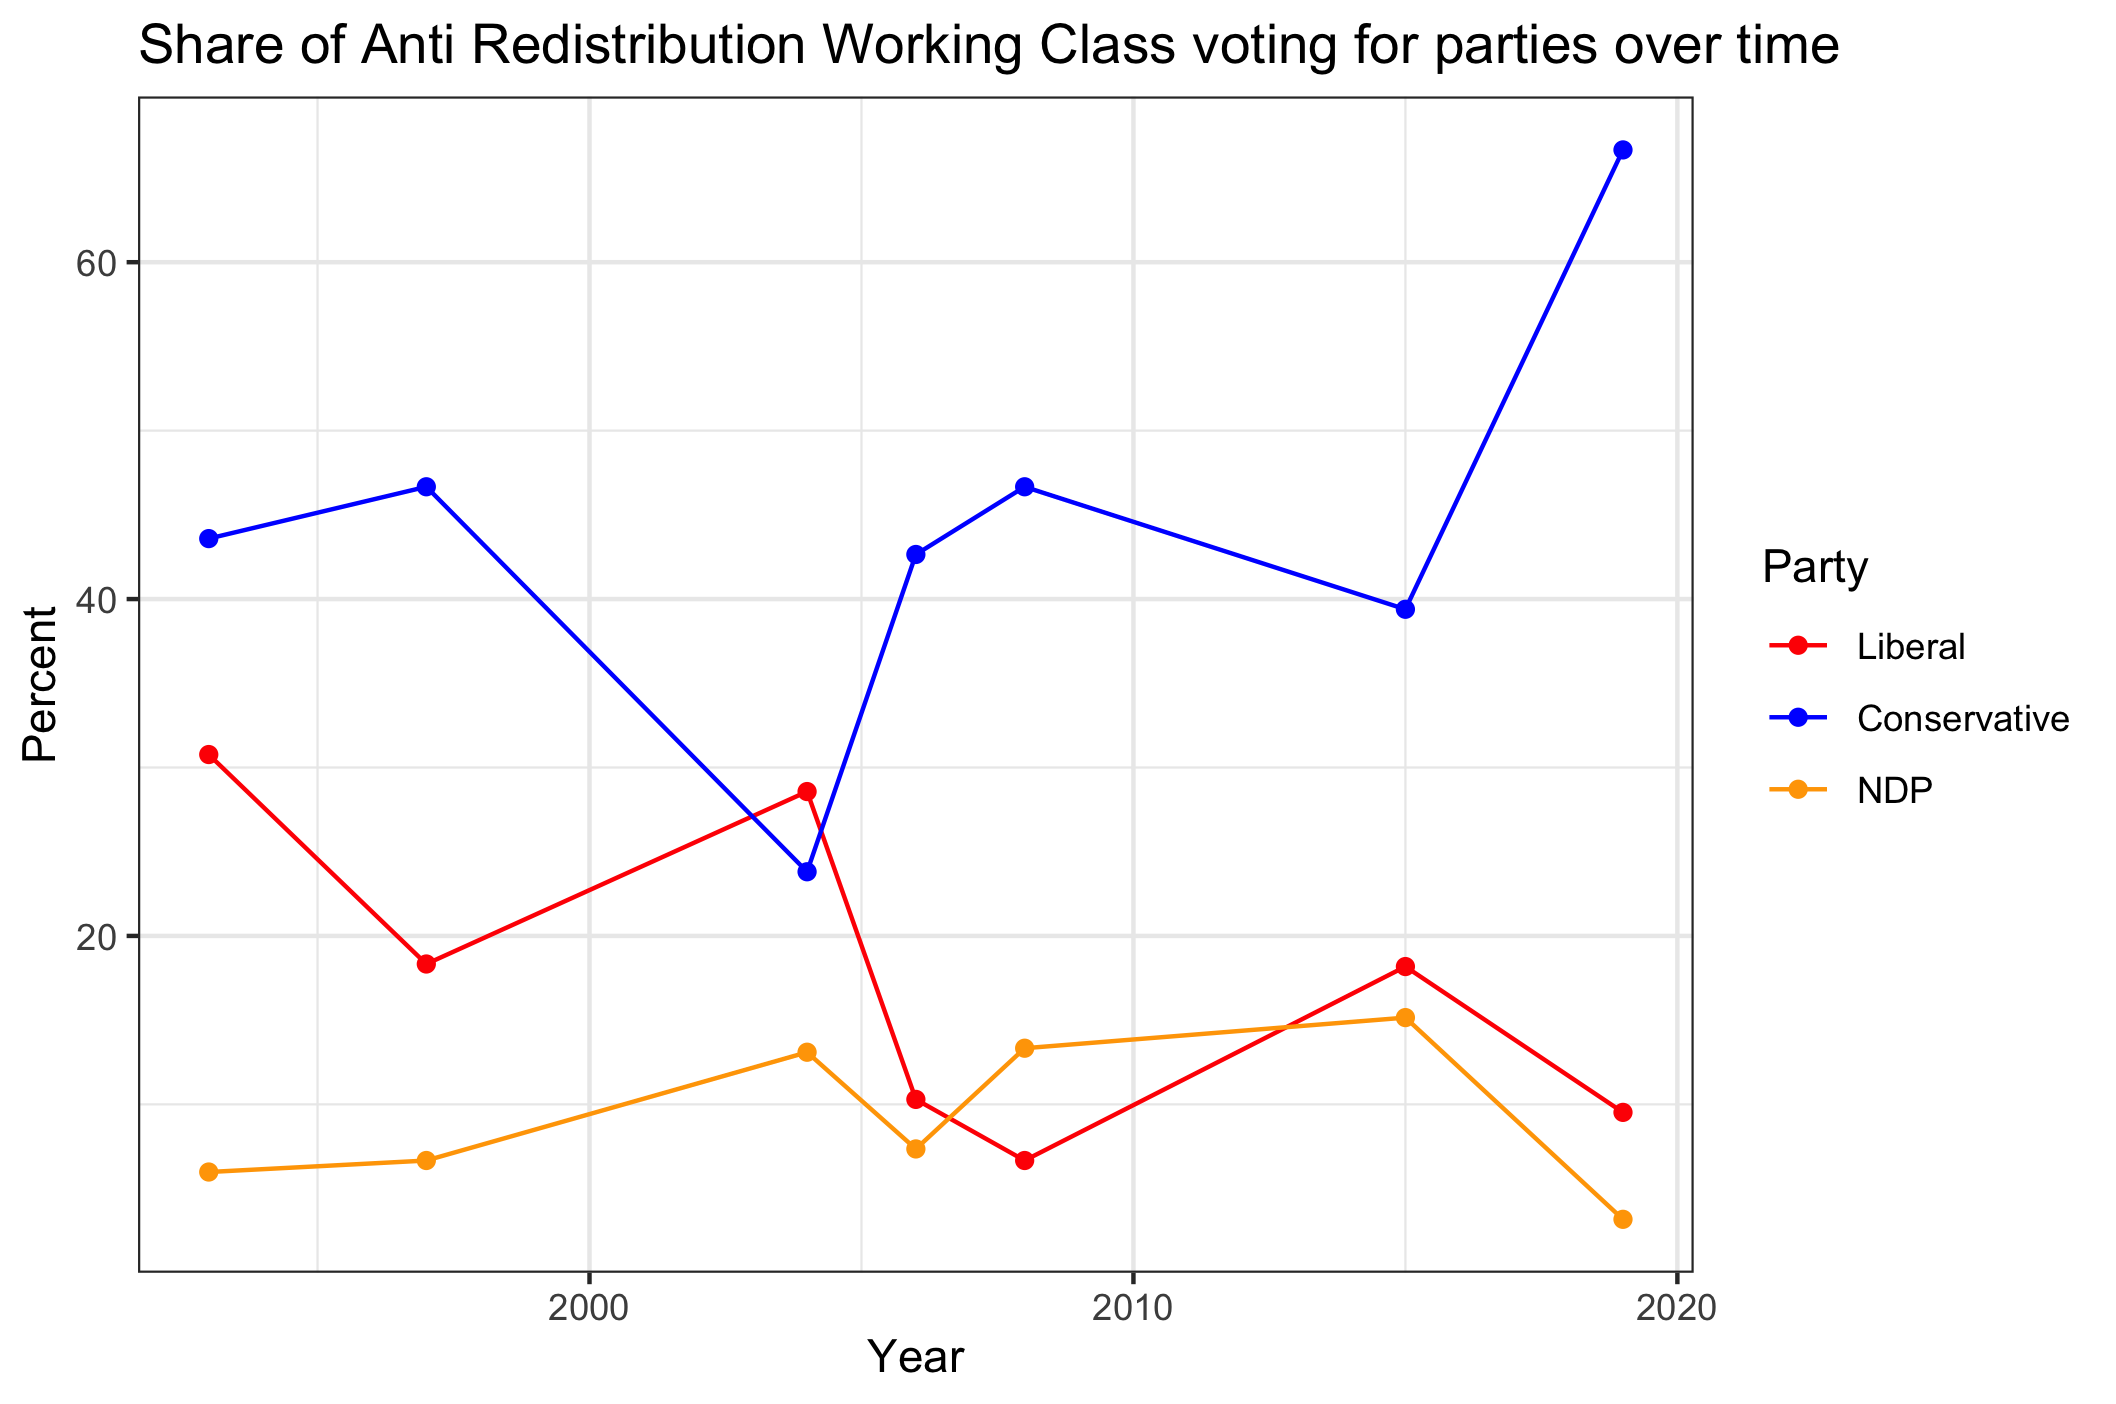 Share of Anti Redistribution Working Class voting for parties over time
60
40
20
Percent
2000
2010
2020
Year
Party
Liberal
Conservative
NDP